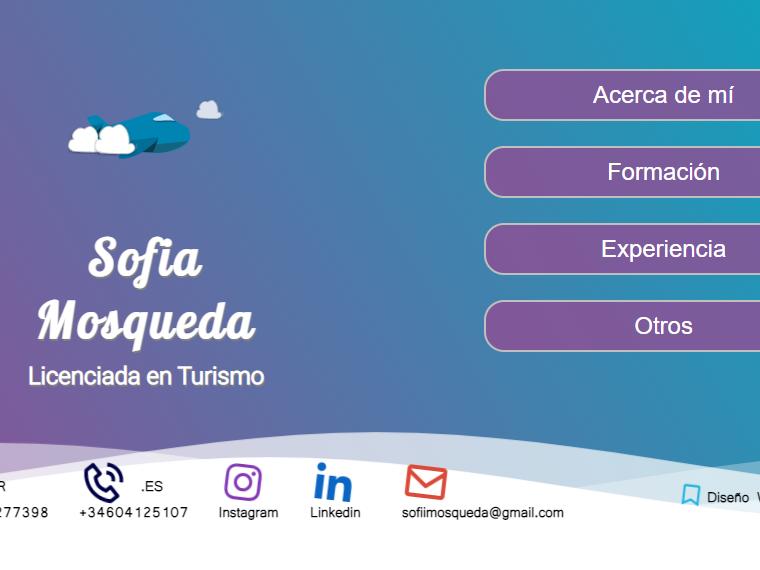 Acerca de mí
Formación
Experiencia
Otros
Sofia
Mosqueda
Licenciada en Turismo
.ES
277398
+34604125107
Instagram
Linkedin
sofiimosqueda@gmail.com
Diseño